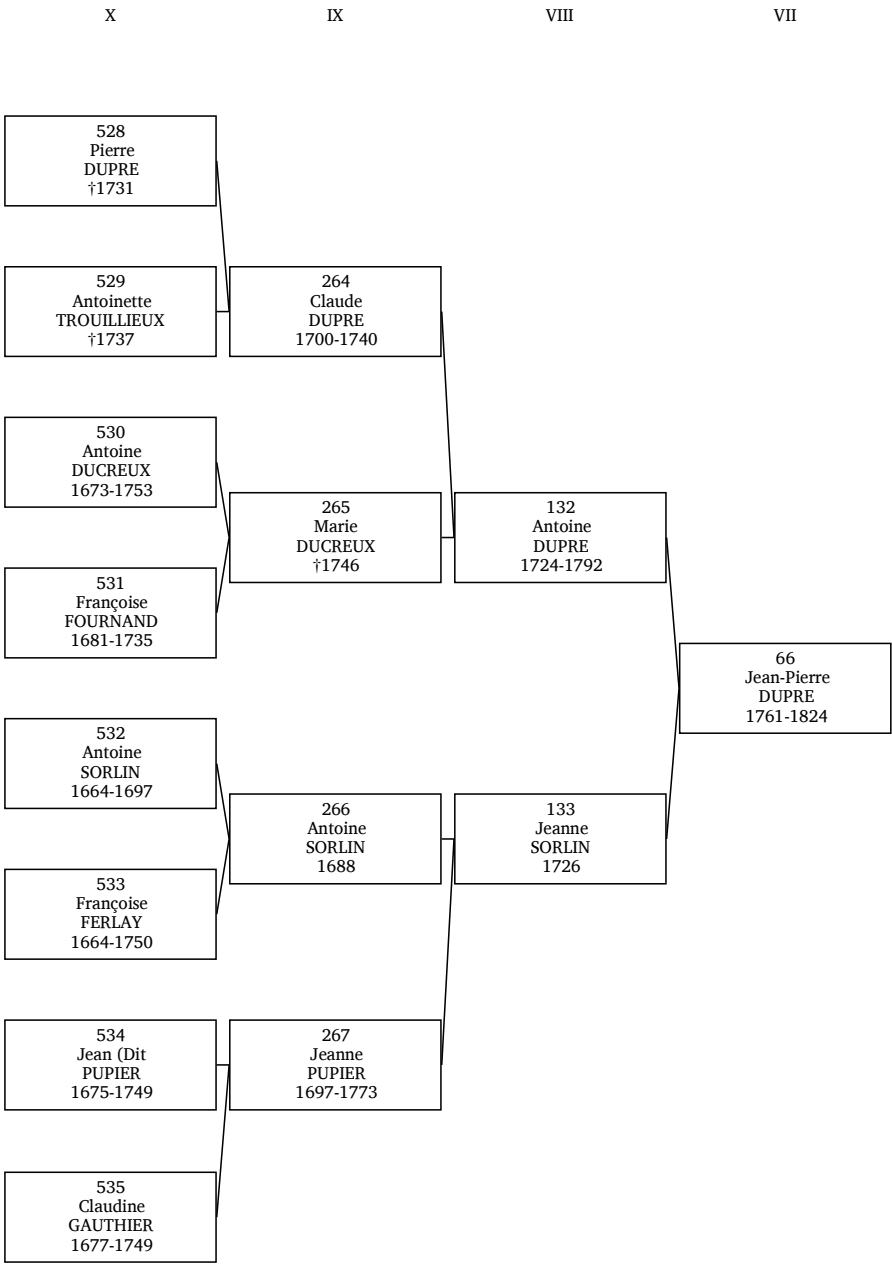 X IX VIII VII
528
Pierre
DUPRE
†1731
529
Antoinette
TROUILLIEUX
†1737
264
Claude
DUPRE
1700-1740
530
Antoine
DUCREUX
1673-1753
265
Marie
DUCREUX
†1746
132
Antoine
DUPRE
1724-1792
531
Françoise
FOURNAND
1681-1735
66
Jean-Pierre
DUPRE
1761-1824
532
Antoine
SORLIN
1664-1697
266
Antoine
SORLIN
1688
133
Jeanne
SORLIN
1726
533
Françoise
FERLAY
1664-1750
534
Jean (Dit
PUPIER
1675-1749
267
Jeanne
PUPIER
1697-1773
535
Claudine
GAUTHIER
1677-1749